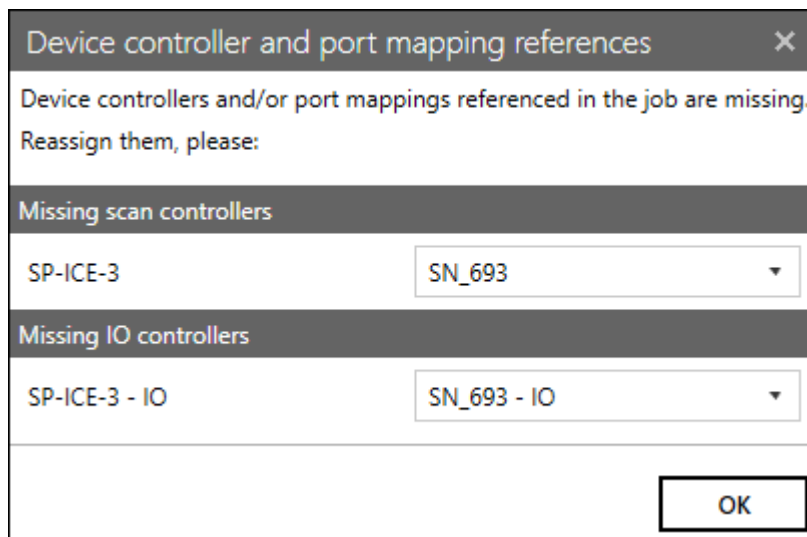 Device controller and port mapping references
Device controllers and/or port mappings referenced in the job are missing.
Reassign them, please:
Missing scan controllers
SP-ICE-3 SN_693
Missing IO controllers
SP-ICE-3 - IO SN_693 - IO
OK